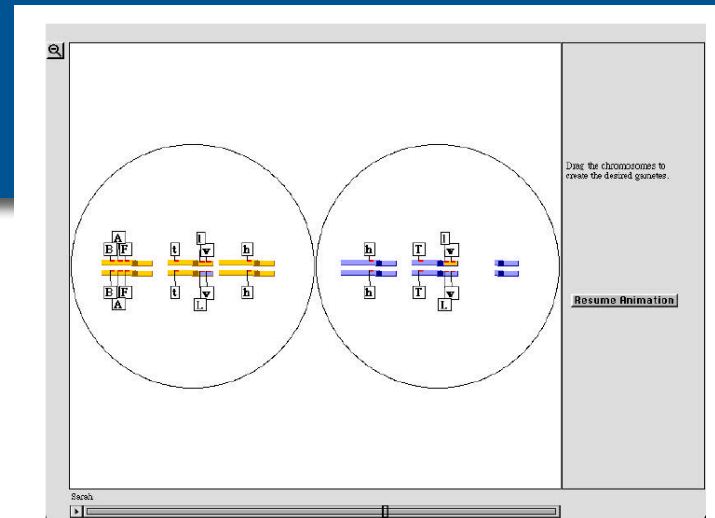 A l l
B F t v h h T v
Drag the chromosomes to
create the desired gametes.
B F t v h h T v
A L L
Resume Animation
Sarah